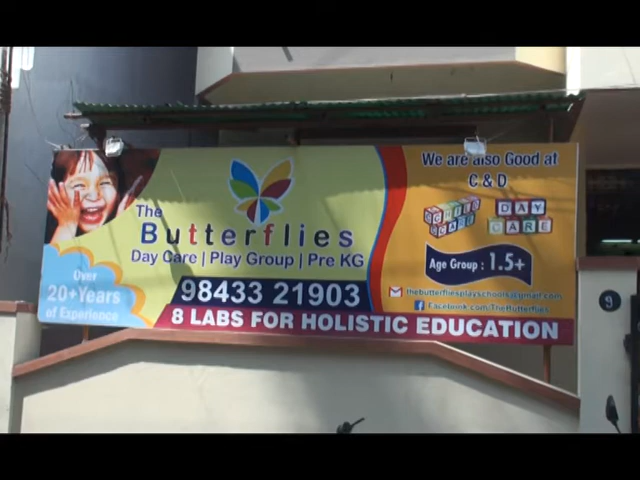 We are also Good at
C & D
CHILD CARE
DAY CARE
The
Butterflies
Day Care | Play Group | Pre KG
Age Group : 1.5+
Over
20+Years
of Experience
98433 21903
thebutterfliesplayschools@gmail.com
Facebook.com/TheButterflies
8 LABS FOR HOLISTIC EDUCATION
9